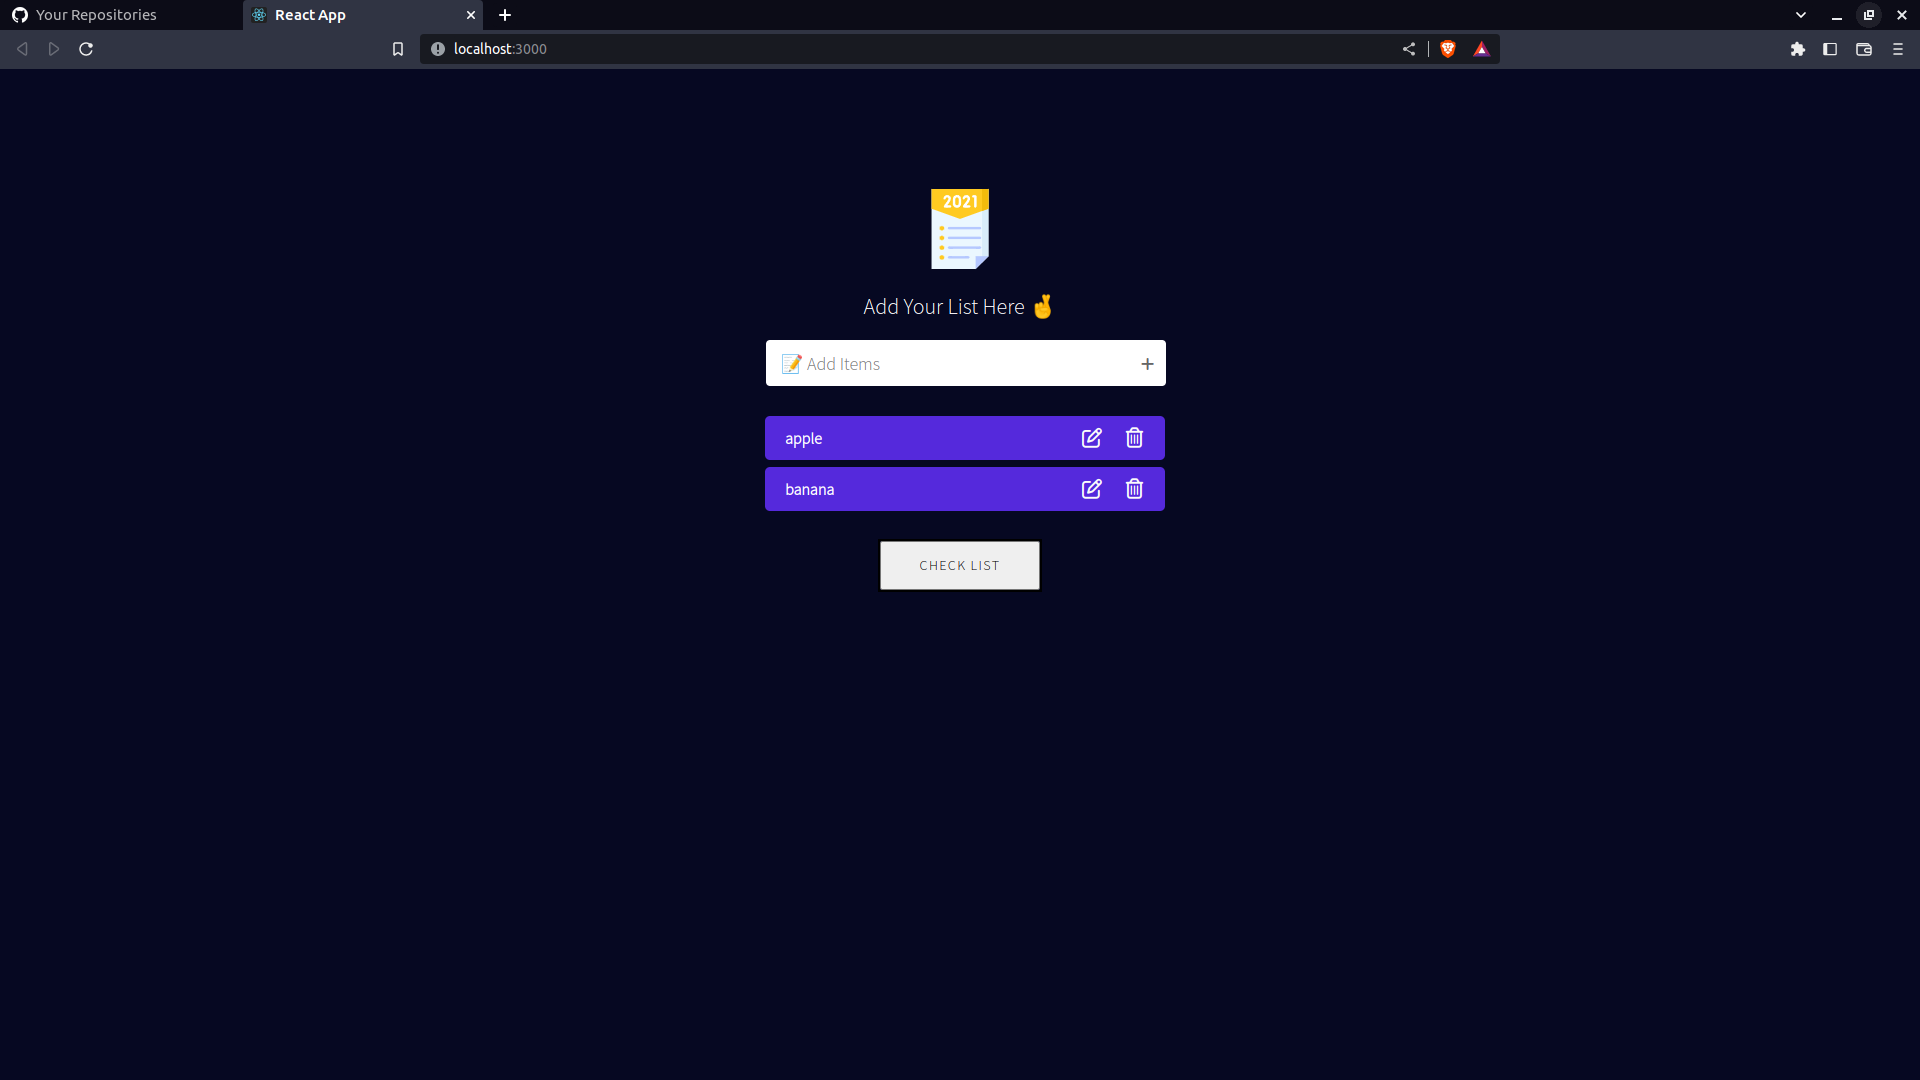 Your Repositories
React App
localhost:3000
2021
Add Your List Here 🤞
📝 Add Items
apple
banana
CHECK LIST